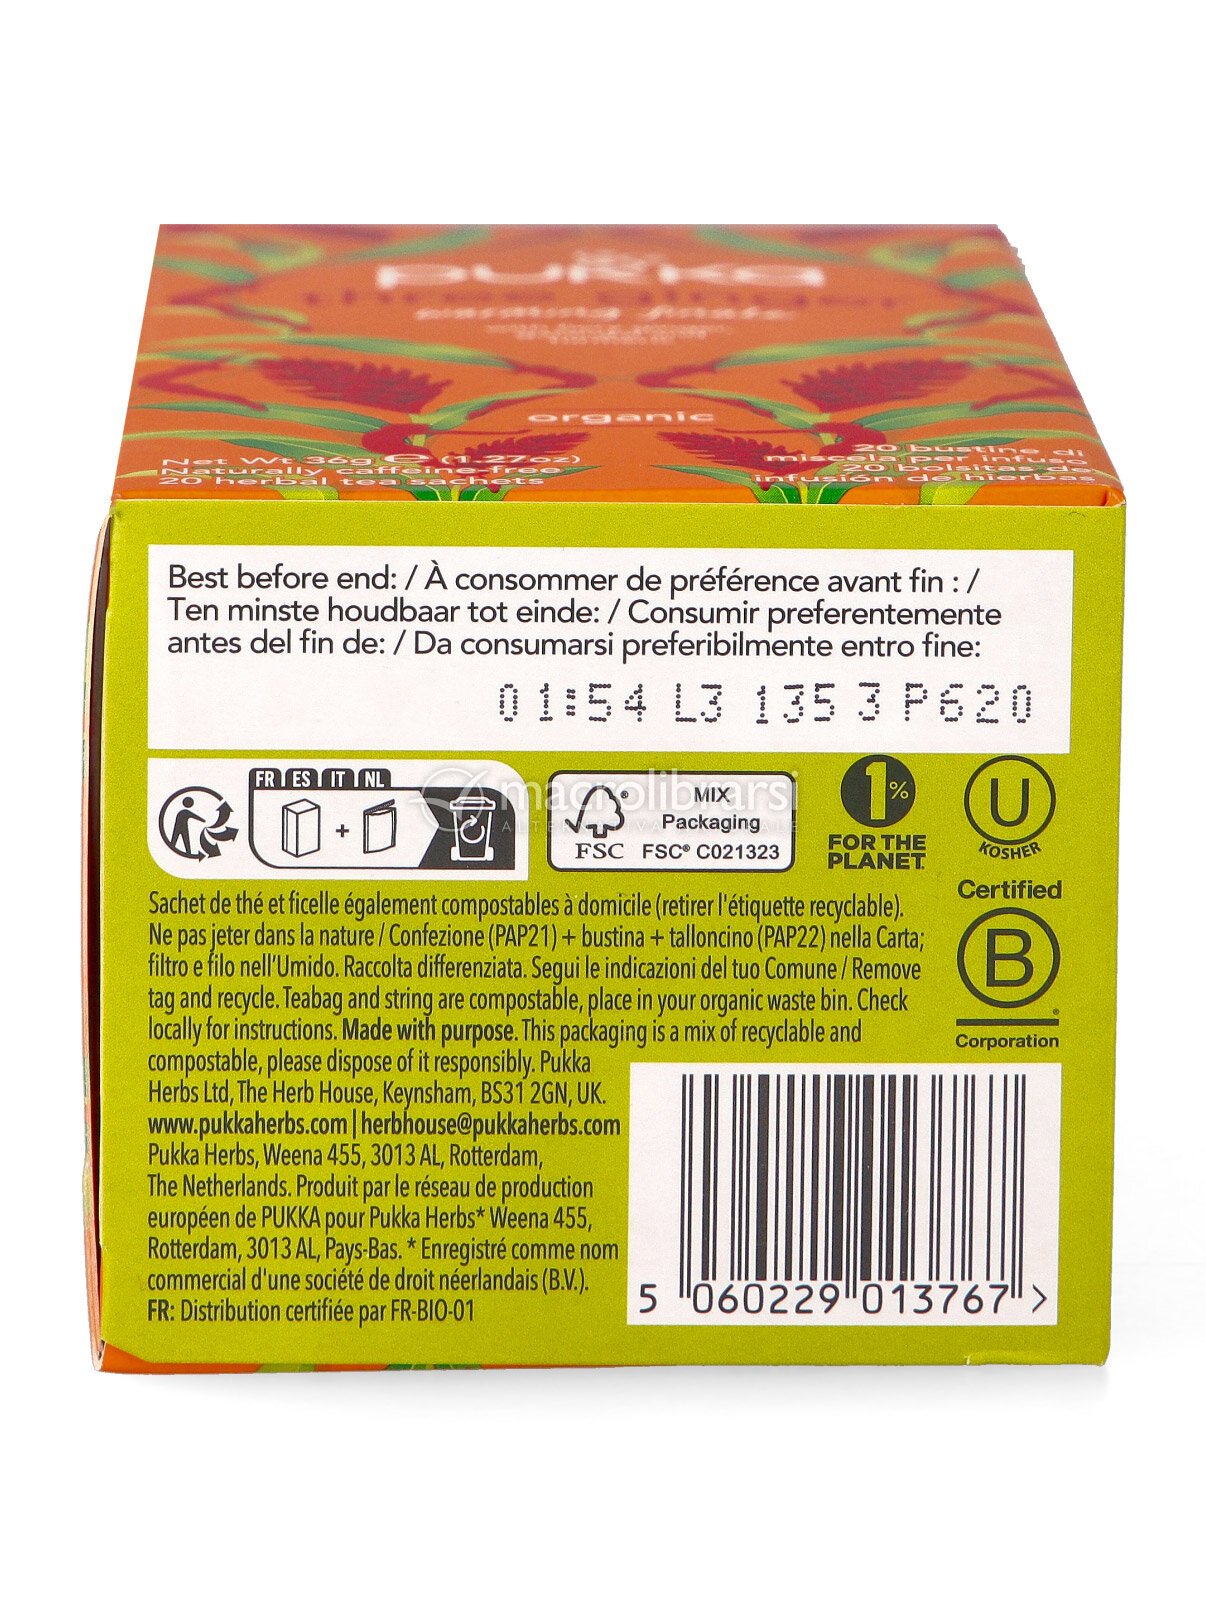 pukka
three ginger
organic
Net Wt 36g e (1.27oz)
Naturally caffeine-free
20 herbal tea sachets
20 bustine di
miscela per infuso
20 bolsitas de
infusión de hierbas
Best before end: / À consommer de préférence avant fin : /
Ten minste houdbaar tot einde: / Consumir preferentemente
antes del fin de: / Da consumarsi preferibilmente entro fine:
01:54 L3 135 3 P620
FR ES IT NL
+
macrolibrarsi
FSC®
MIX
Packaging
FSC® C021323
1%
FOR THE
PLANET
U
KOSHER
Certified
B
®
Corporation
Sachet de thé et ficelle également compostables à domicile (retirer l'étiquette recyclable).
Ne pas jeter dans la nature / Confezione (PAP21) + bustina + talloncino (PAP22) nella Carta;
filtro e filo nell'Umido. Raccolta differenziata. Segui le indicazioni del tuo Comune / Remove
tag and recycle. Teabag and string are compostable, place in your organic waste bin. Check
locally for instructions. Made with purpose. This packaging is a mix of recyclable and
compostable, please dispose of it responsibly. Pukka
Herbs Ltd, The Herb House, Keynsham, BS31 2GN, UK.
www.pukkaherbs.com | herbhouse@pukkaherbs.com
Pukka Herbs, Weena 455, 3013 AL, Rotterdam,
The Netherlands. Produit par le réseau de production
européen de PUKKA pour Pukka Herbs* Weena 455,
Rotterdam, 3013 AL, Pays-Bas. * Enregistré comme nom
commercial d'une société de droit néerlandais (B.V.).
FR: Distribution certifiée par FR-BIO-01
5 060229 013767 >